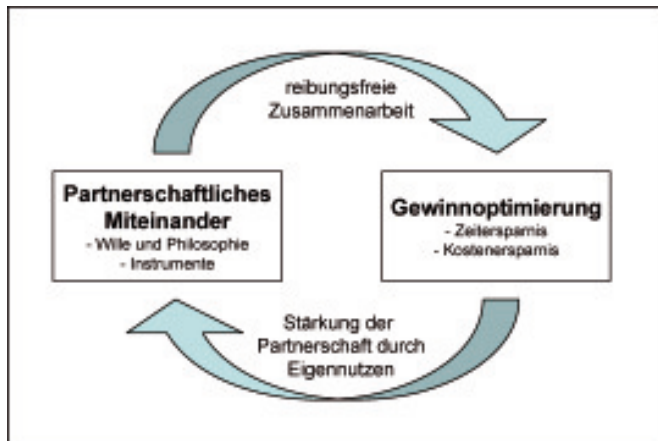 reibungsfreie
Zusammenarbeit
Partnerschaftliches
Miteinander
- Wille und Philosophie
- Instrumente
Gewinnoptimierung
- Zeitersparnis
- Kostenersparnis
Stärkung der
Partnerschaft durch
Eigennutzen